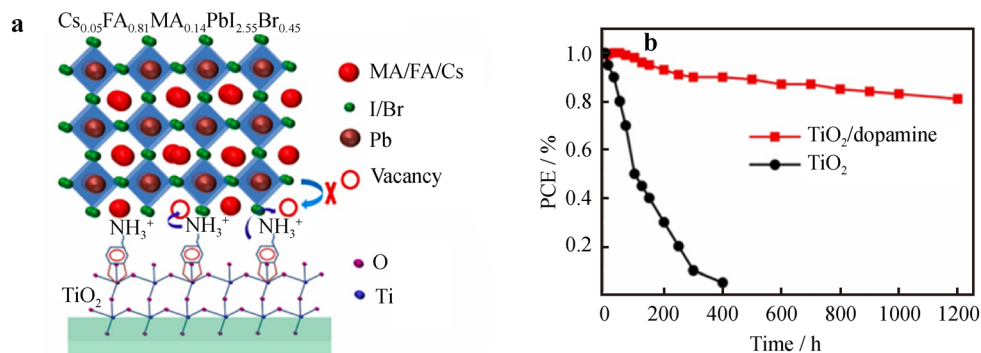 a
Cs₀.₀₅FA₀.₈₁MA₀.₁₄PbI₂.₅₅Br₀.₄₅
MA/FA/Cs
I/Br
Pb
Vacancy
NH₃⁺ NH₃⁺ NH₃⁺
O
Ti
TiO₂
b
1.0
0.8
0.6
0.4
0.2
PCE / %
TiO₂/dopamine
TiO₂
0 200 400 600 800 1000 1200
Time / h